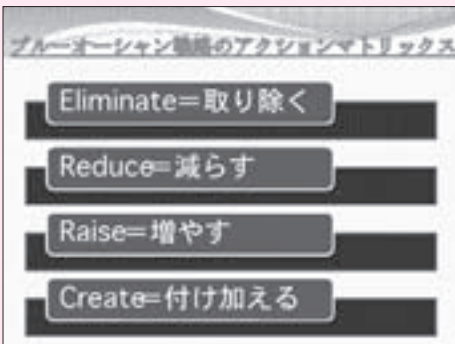 ブルーオーシャン戦略のアクションマトリックス
Eliminate=取り除く
Reduce=減らす
Raise=増やす
Create=付け加える